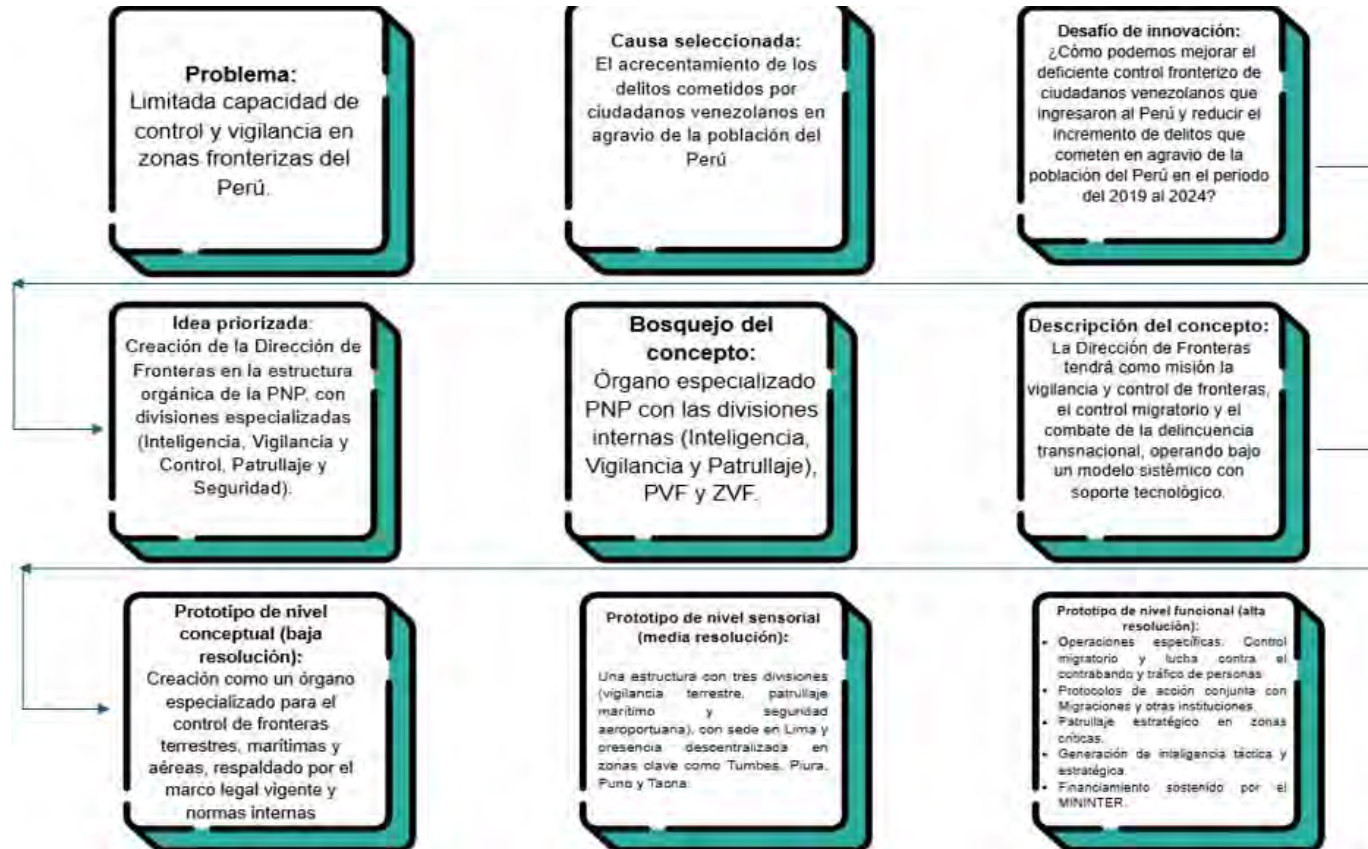 Problema:
Limitada capacidad de
control y vigilancia en
zonas fronterizas del
Perú.
Causa seleccionada:
El acrecentamiento de los
delitos cometidos por
ciudadanos venezolanos en
agravio de la población del
Perú
Desafío de innovación:
¿Cómo podemos mejorar el
deficiente control fronterizo de
ciudadanos venezolanos que
ingresaron al Perú y reducir el
incremento de delitos que
cometen en agravio de la
población del Perú en el periodo
del 2019 al 2024?
Idea priorizada:
Creación de la Dirección de
Fronteras en la estructura
orgánica de la PNP, con
divisiones especializadas
(Inteligencia, Vigilancia y
Control, Patrullaje y
Seguridad).
Bosquejo del
concepto:
Órgano especializado
PNP con las divisiones
internas (Inteligencia,
Vigilancia y Patrullaje),
PVF y ZVF.
Descripción del concepto:
La Dirección de Fronteras
tendrá como misión la
vigilancia y control de fronteras,
el control migratorio y el
combate de la delincuencia
transnacional, operando bajo
un modelo sistémico con
soporte tecnológico.
Prototipo de nivel
conceptual (baja
resolución):
Creación como un órgano
especializado para el
control de fronteras
terrestres, marítimas y
aéreas, respaldado por el
marco legal vigente y
normas internas
Prototipo de nivel sensorial
(media resolución):
Una estructura con tres divisiones
(vigilancia terrestre, patrullaje
marítimo y seguridad
aeroportuaria), con sede en Lima y
presencia descentralizada en
zonas clave como Tumbes, Piura,
Puno y Tacna.
Prototipo de nivel funcional (alta
resolución):
• Operaciones específicas. Control
migratorio y lucha contra el
contrabando y tráfico de personas
• Protocolos de acción conjunta con
Migraciones y otras instituciones.
• Patrullaje estratégico en zonas
críticas.
• Generación de inteligencia táctica y
estratégica.
• Financiamiento sostenido por el
MININTER.